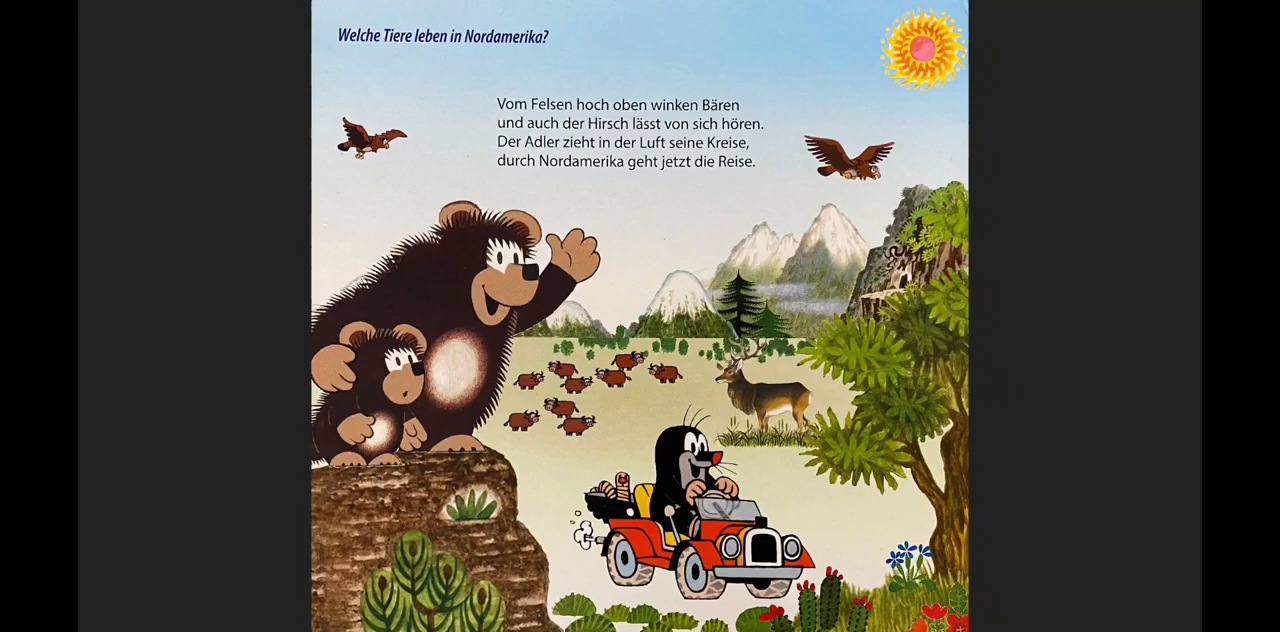 Welche Tiere leben in Nordamerika?
Vom Felsen hoch oben winken Bären
und auch der Hirsch lässt von sich hören.
Der Adler zieht in der Luft seine Kreise,
durch Nordamerika geht jetzt die Reise.